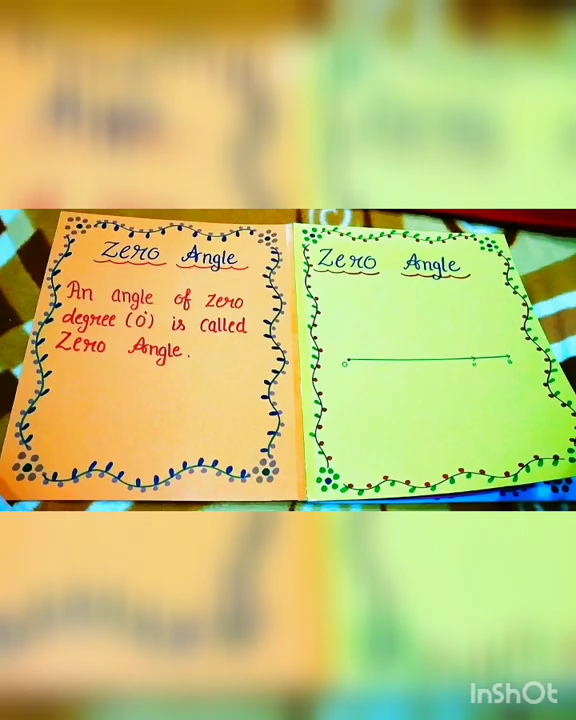 Zero Angle
An angle of zero
degree (0°) is called
Zero Angle.
Zero Angle
O
InShOt